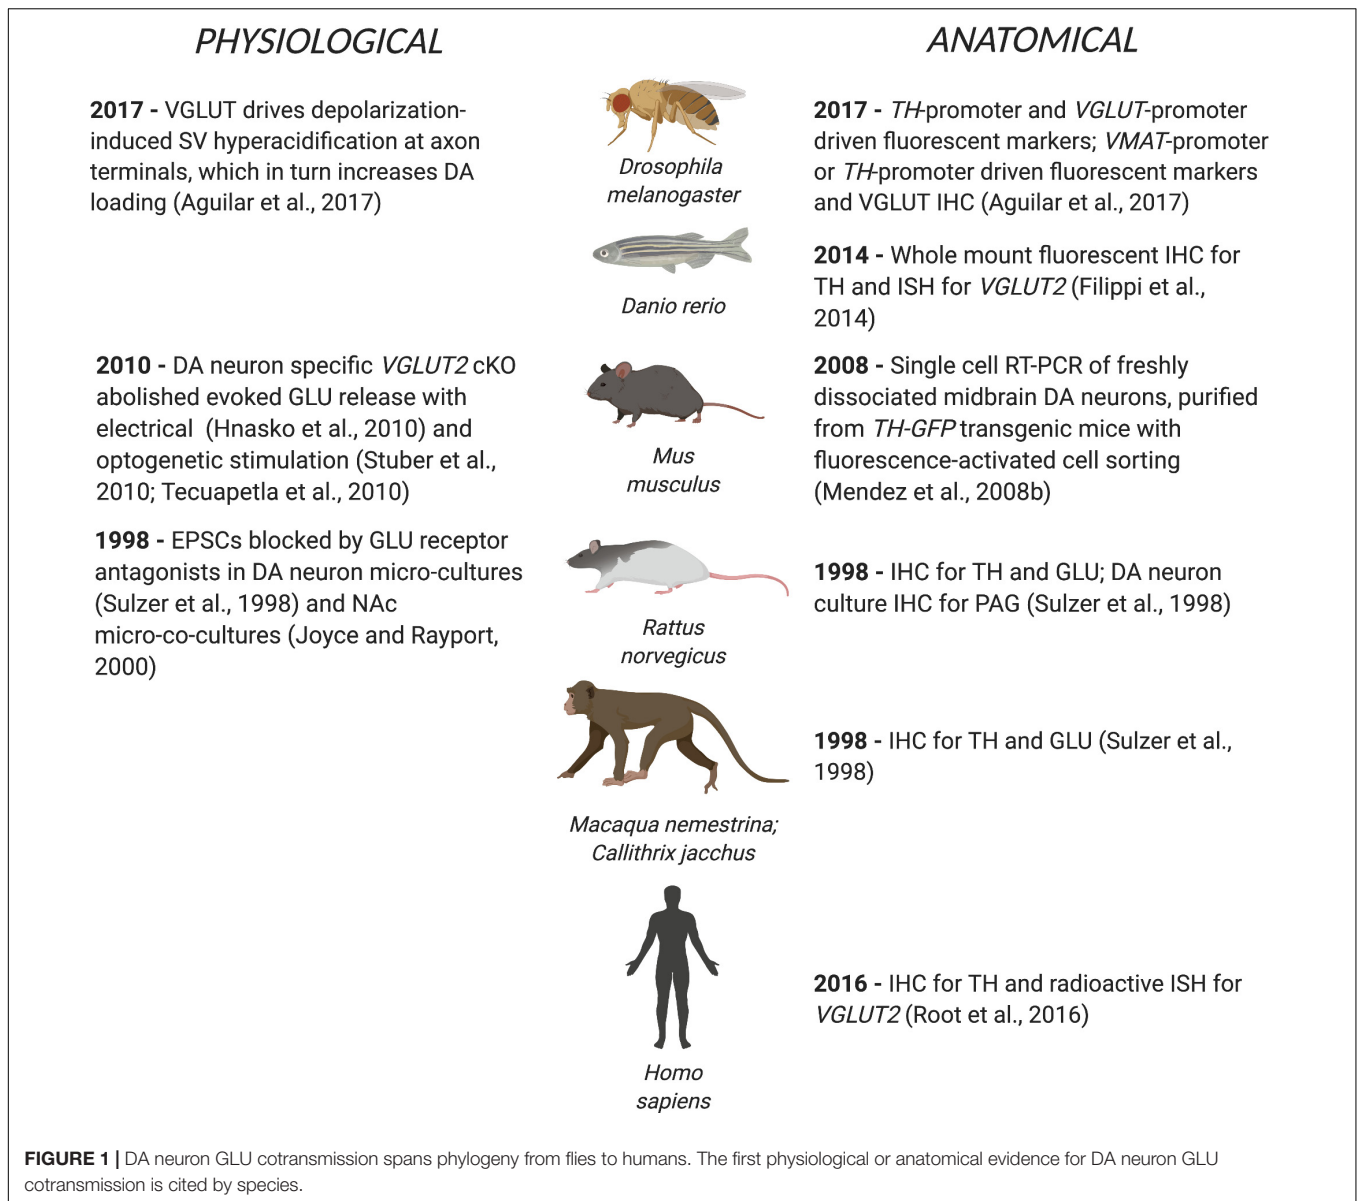 PHYSIOLOGICAL
ANATOMICAL
2017 - VGLUT drives depolarization-
induced SV hyperacidification at axon
terminals, which in turn increases DA
loading (Aguilar et al., 2017)
Drosophila
melanogaster
2017 - TH-promoter and VGLUT-promoter
driven fluorescent markers; VMAT-promoter
or TH-promoter driven fluorescent markers
and VGLUT IHC (Aguilar et al., 2017)
Danio rerio
2014 - Whole mount fluorescent IHC for
TH and ISH for VGLUT2 (Filippi et al.,
2014)
2010 - DA neuron specific VGLUT2 cKO
abolished evoked GLU release with
electrical (Hnasko et al., 2010) and
optogenetic stimulation (Stuber et al.,
2010; Tecuapetla et al., 2010)
Mus
musculus
2008 - Single cell RT-PCR of freshly
dissociated midbrain DA neurons, purified
from TH-GFP transgenic mice with
fluorescence-activated cell sorting
(Mendez et al., 2008b)
1998 - EPSCs blocked by GLU receptor
antagonists in DA neuron micro-cultures
(Sulzer et al., 1998) and NAc
micro-co-cultures (Joyce and Rayport,
2000)
Rattus
norvegicus
1998 - IHC for TH and GLU; DA neuron
culture IHC for PAG (Sulzer et al., 1998)
Macaqua nemestrina;
Callithrix jacchus
1998 - IHC for TH and GLU (Sulzer et al.,
1998)
Homo
sapiens
2016 - IHC for TH and radioactive ISH for
VGLUT2 (Root et al., 2016)
FIGURE 1 | DA neuron GLU cotransmission spans phylogeny from flies to humans. The first physiological or anatomical evidence for DA neuron GLU
cotransmission is cited by species.